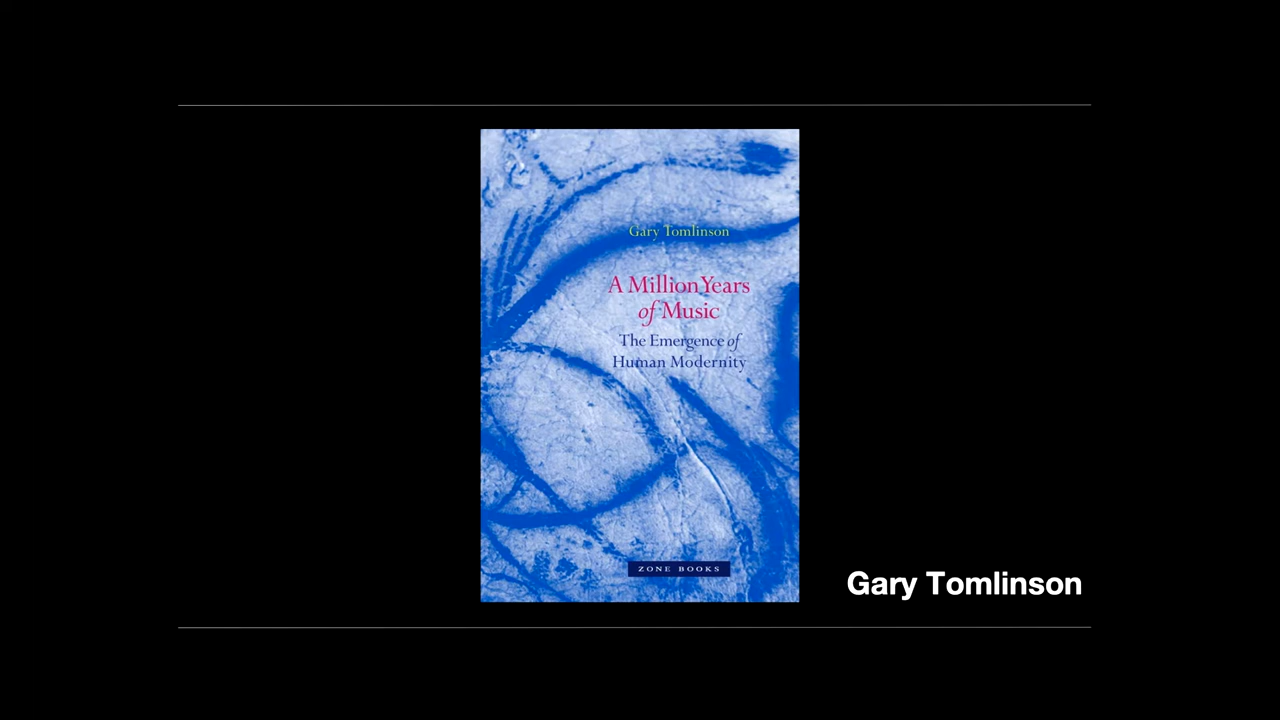 Gary Tomlinson
A Million Years
of Music
The Emergence of
Human Modernity
ZONE BOOKS
Gary Tomlinson